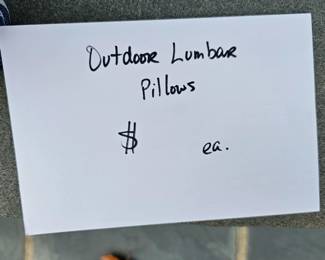 Outdoor Lumbar
Pillows
$ ea.